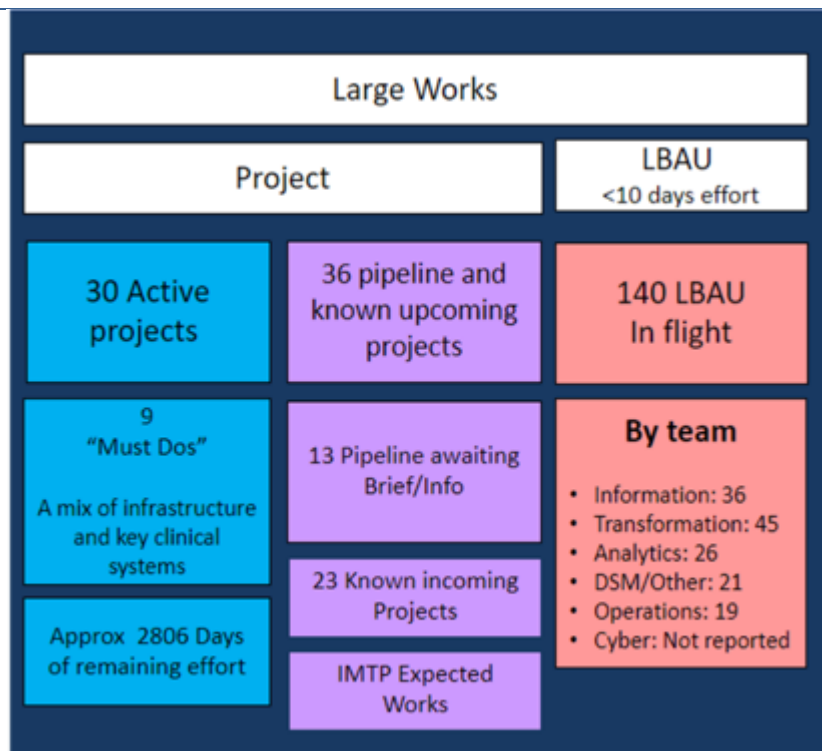 Large Works
Project
LBAU
<10 days effort
30 Active
projects
36 pipeline and
known upcoming
projects
140 LBAU
In flight
9
“Must Dos”
A mix of infrastructure
and key clinical
systems
Approx 2806 Days
of remaining effort
13 Pipeline awaiting
Brief/Info
23 Known incoming
Projects
IMTP Expected
Works
By team
• Information: 36
• Transformation: 45
• Analytics: 26
• DSM/Other: 21
• Operations: 19
• Cyber: Not reported